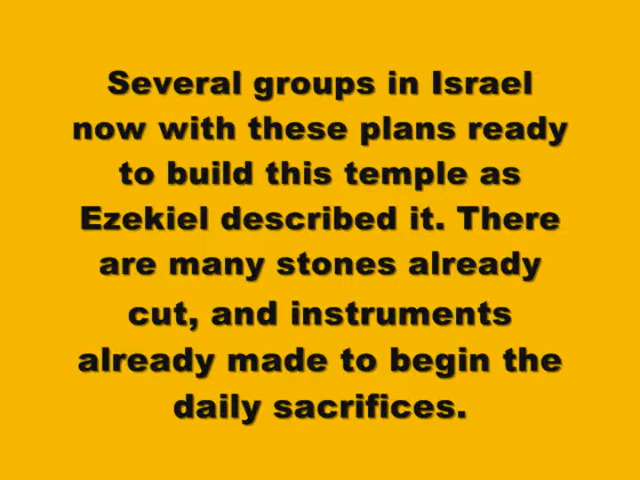 Several groups in Israel
now with these plans ready
to build this temple as
Ezekiel described it. There
are many stones already
cut, and instruments
already made to begin the
daily sacrifices.